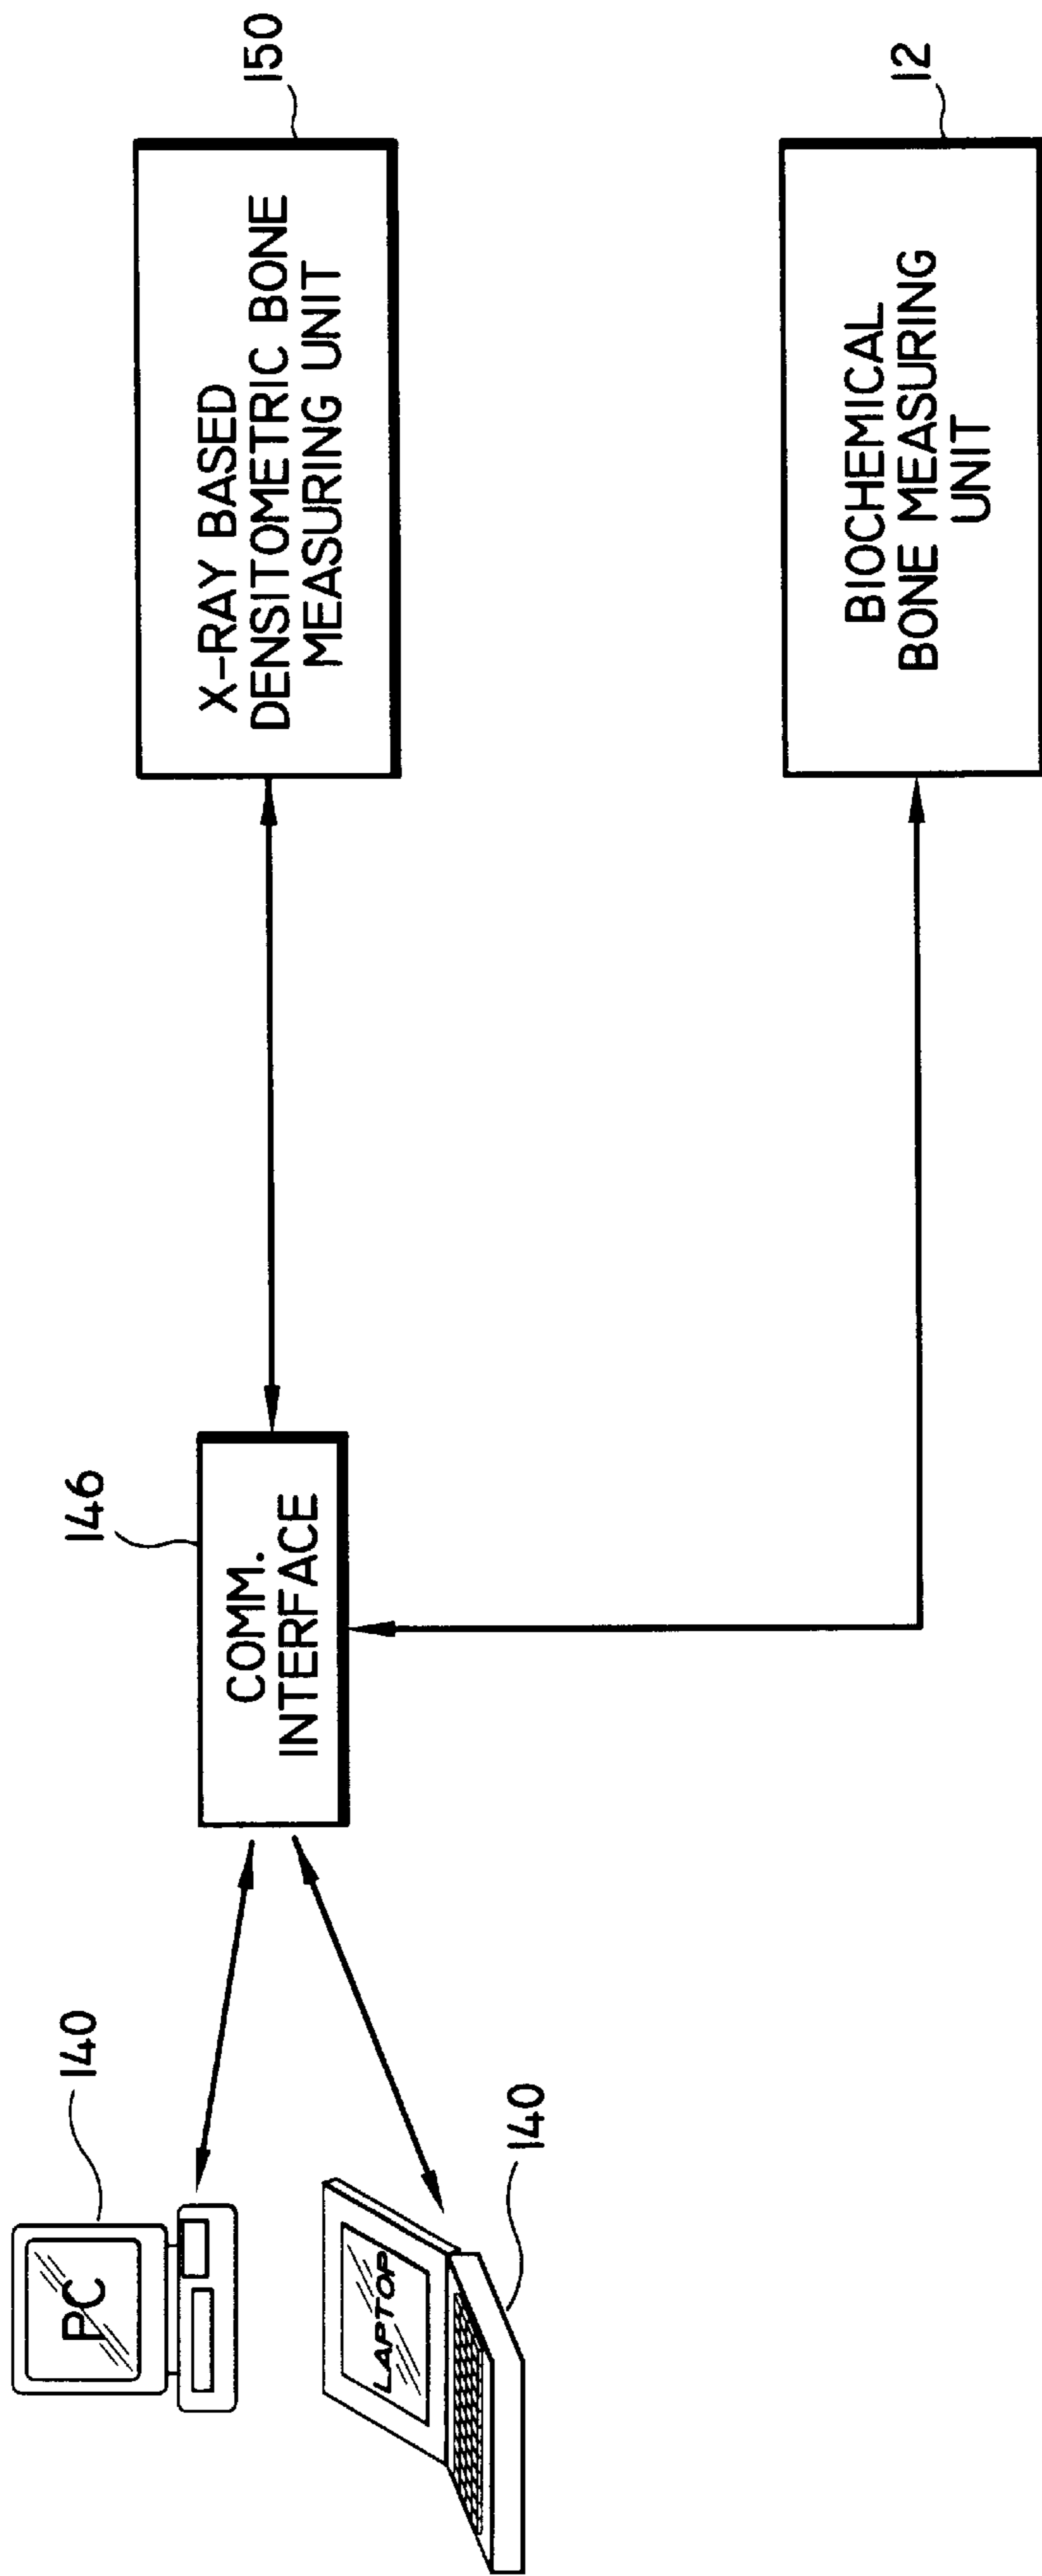 PC
140
LAPTOP
140
146
COMM.
INTERFACE
150
X-RAY BASED
DENSITOMETRIC BONE
MEASURING UNIT
12
BIOCHEMICAL
BONE MEASURING
UNIT